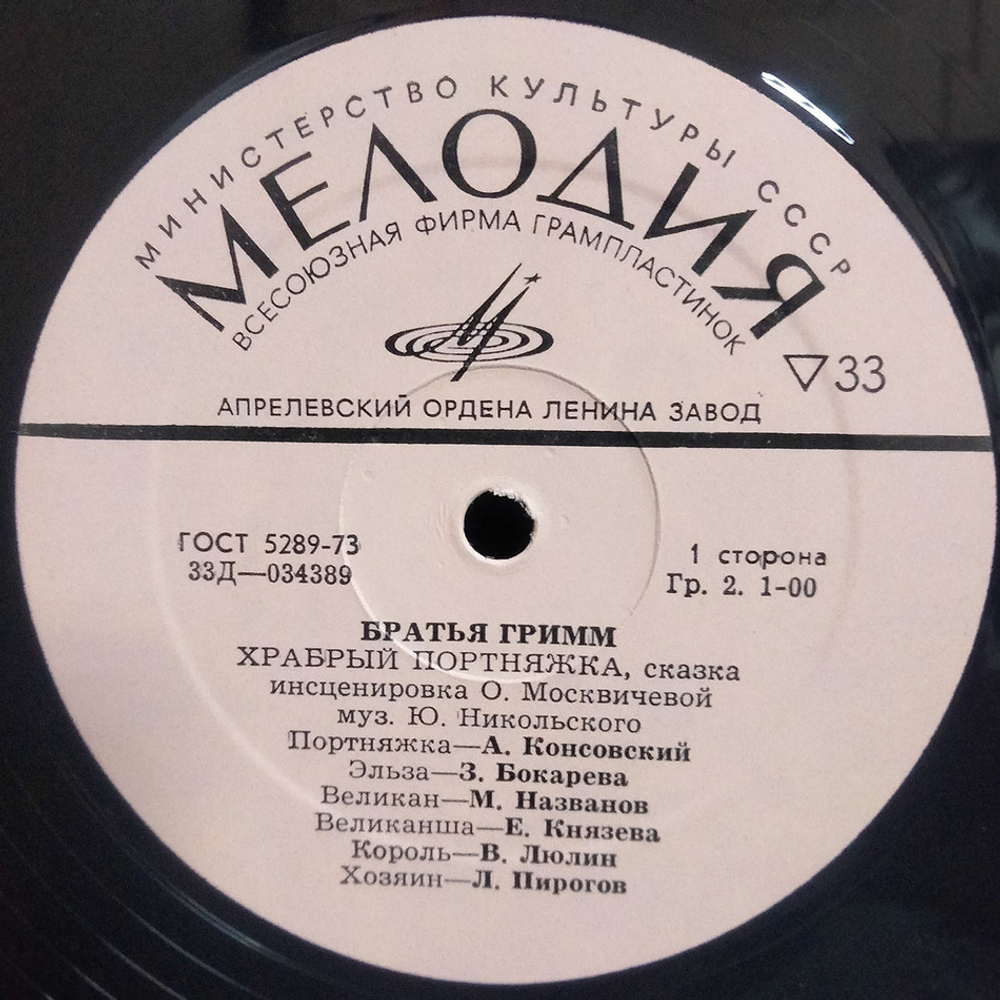 МИНИСТЕРСТВО КУЛЬТУРЫ СССР
МЕЛОДИЯ
ВСЕСОЮЗНАЯ ФИРМА ГРАМПЛАСТИНОК
▽33
АПРЕЛЕВСКИЙ ОРДЕНА ЛЕНИНА ЗАВОД
ГОСТ 5289-73
33Д—034389
1 сторона
Гр. 2. 1-00
БРАТЬЯ ГРИММ
ХРАБРЫЙ ПОРТНЯЖКА, сказка
инсценировка О. Москвичевой
муз. Ю. Никольского
Портняжка—А. Консовский
Эльза—З. Бокарева
Великан—М. Названов
Великанша—Е. Князева
Король—В. Люлин
Хозяин—Л. Пирогов